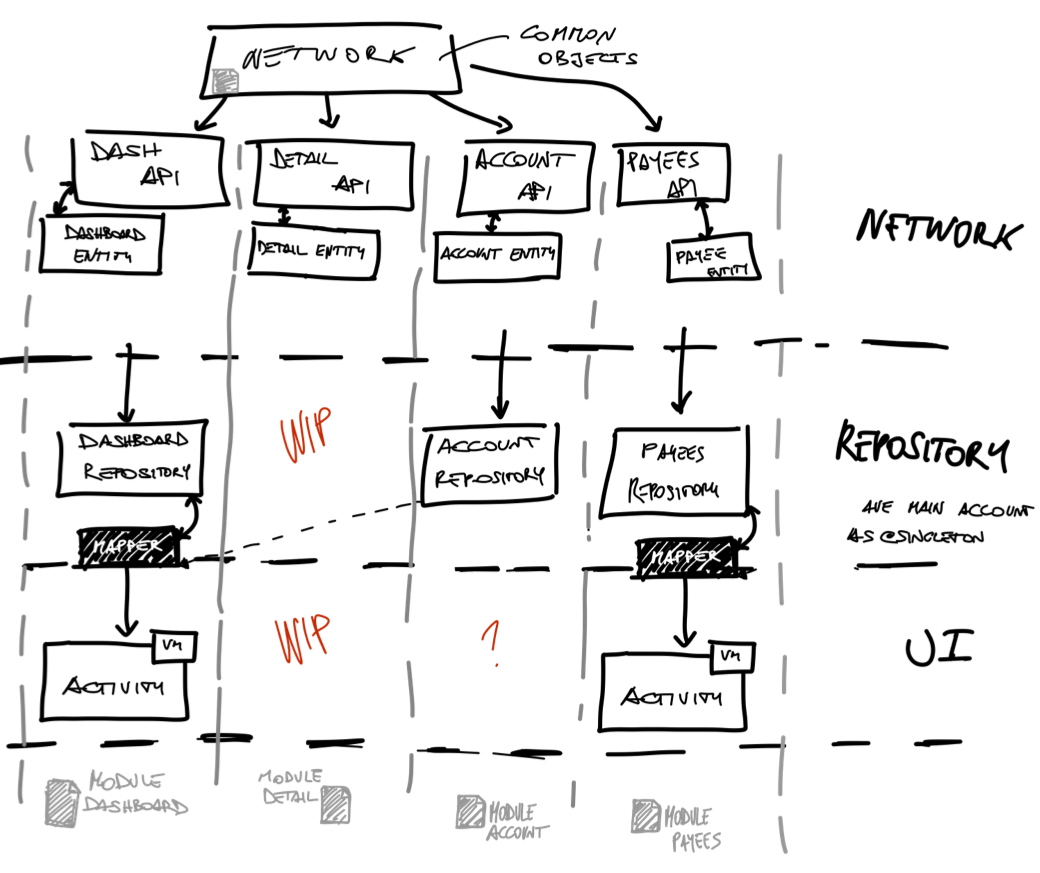 NETWORK
COMMON
OBJECTS
DASH
API
DETAIL
API
ACCOUNT
API
PAYEES
API
DASHBOARD
ENTITY
DETAIL ENTITY
ACCOUNT ENTITY
PAYEE
ENTITY
NETWORK
DASHBOARD
REPOSITORY
WIP
ACCOUNT
REPOSITORY
PAYEES
REPOSITORY
REPOSITORY
MAIN ACCOUNT
AS @SINGLETON
MAPPER
MAPPER
VM
ACTIVITY
WIP
?
VM
ACTIVITY
UI
MODULE
DASHBOARD
MODULE
DETAIL
MODULE
ACCOUNT
MODULE
PAYEES